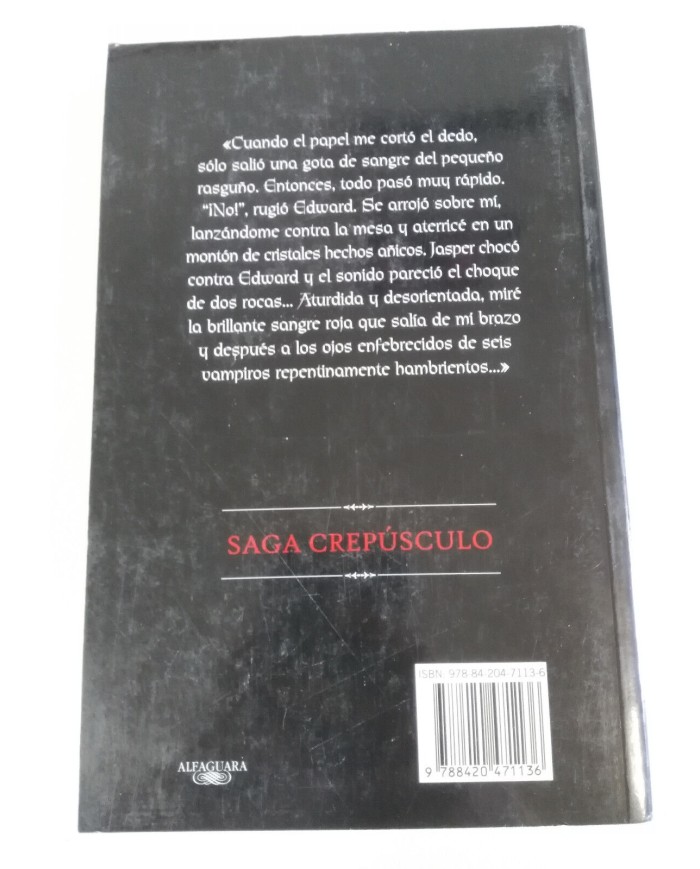 «Cuando el papel me cortó el dedo,
sólo salió una gota de sangre del pequeño
rasguño. Entonces, todo pasó muy rápido.
“¡No!”, rugió Edward. Se arrojó sobre mí,
lanzándome contra la mesa y aterricé en un
montón de cristales hechos añicos. Jasper chocó
contra Edward y el sonido pareció el choque
de dos rocas... Aturdida y desorientada, miré
la brillante sangre roja que salía de mi brazo
y después a los ojos enfebrecidos de seis
vampiros repentinamente hambrientos...»
SAGA CREPÚSCULO
ISBN: 978-84-204-7113-6
9 788420 471136
ALFAGUARA